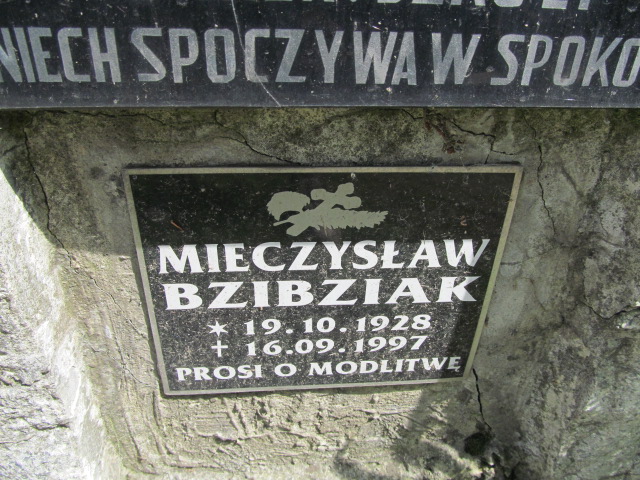 NIECH SPOCZYWA W SPOKO
MIECZYSŁAW
BZIBZIAK
* 19. 10. 1928
+ 16. 09. 1997
PROSI O MODLITWĘ